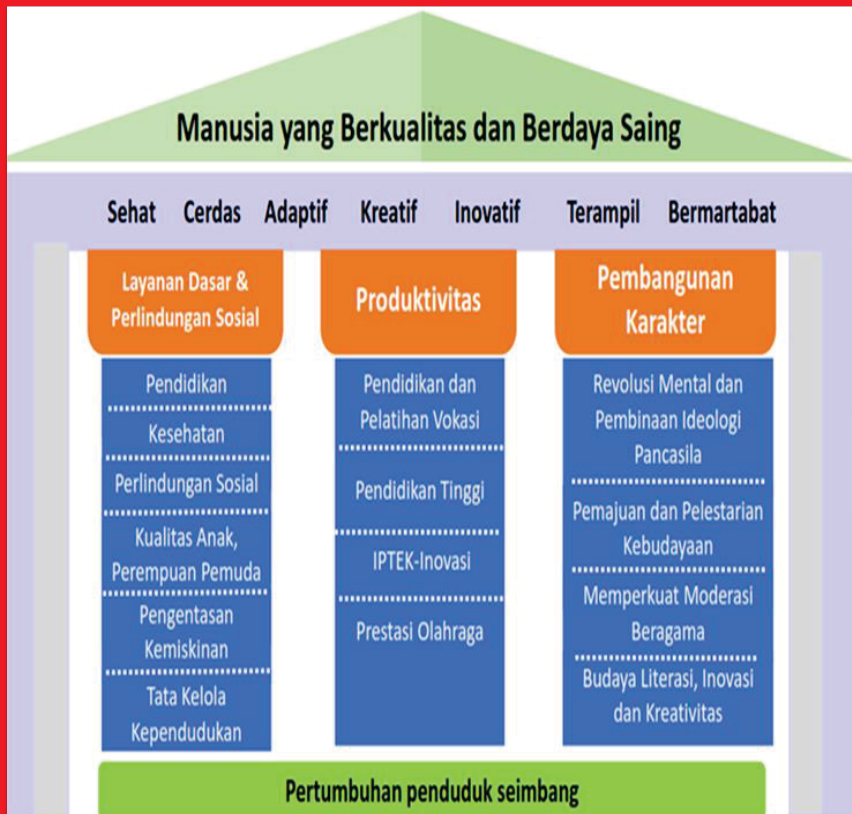 Manusia yang Berkualitas dan Berdaya Saing
Sehat Cerdas Adaptif Kreatif Inovatif Terampil Bermartabat
Layanan Dasar &
Perlindungan Sosial
Pendidikan
Kesehatan
Perlindungan Sosial
Kualitas Anak,
Perempuan Pemuda
Pengentasan
Kemiskinan
Tata Kelola
Kependudukan
Produktivitas
Pendidikan dan
Pelatihan Vokasi
Pendidikan Tinggi
IPTEK-Inovasi
Prestasi Olahraga
Pembangunan
Karakter
Revolusi Mental dan
Pembinaan Ideologi
Pancasila
Pemajuan dan Pelestarian
Kebudayaan
Memperkuat Moderasi
Beragama
Budaya Literasi, Inovasi
dan Kreativitas
Pertumbuhan penduduk seimbang